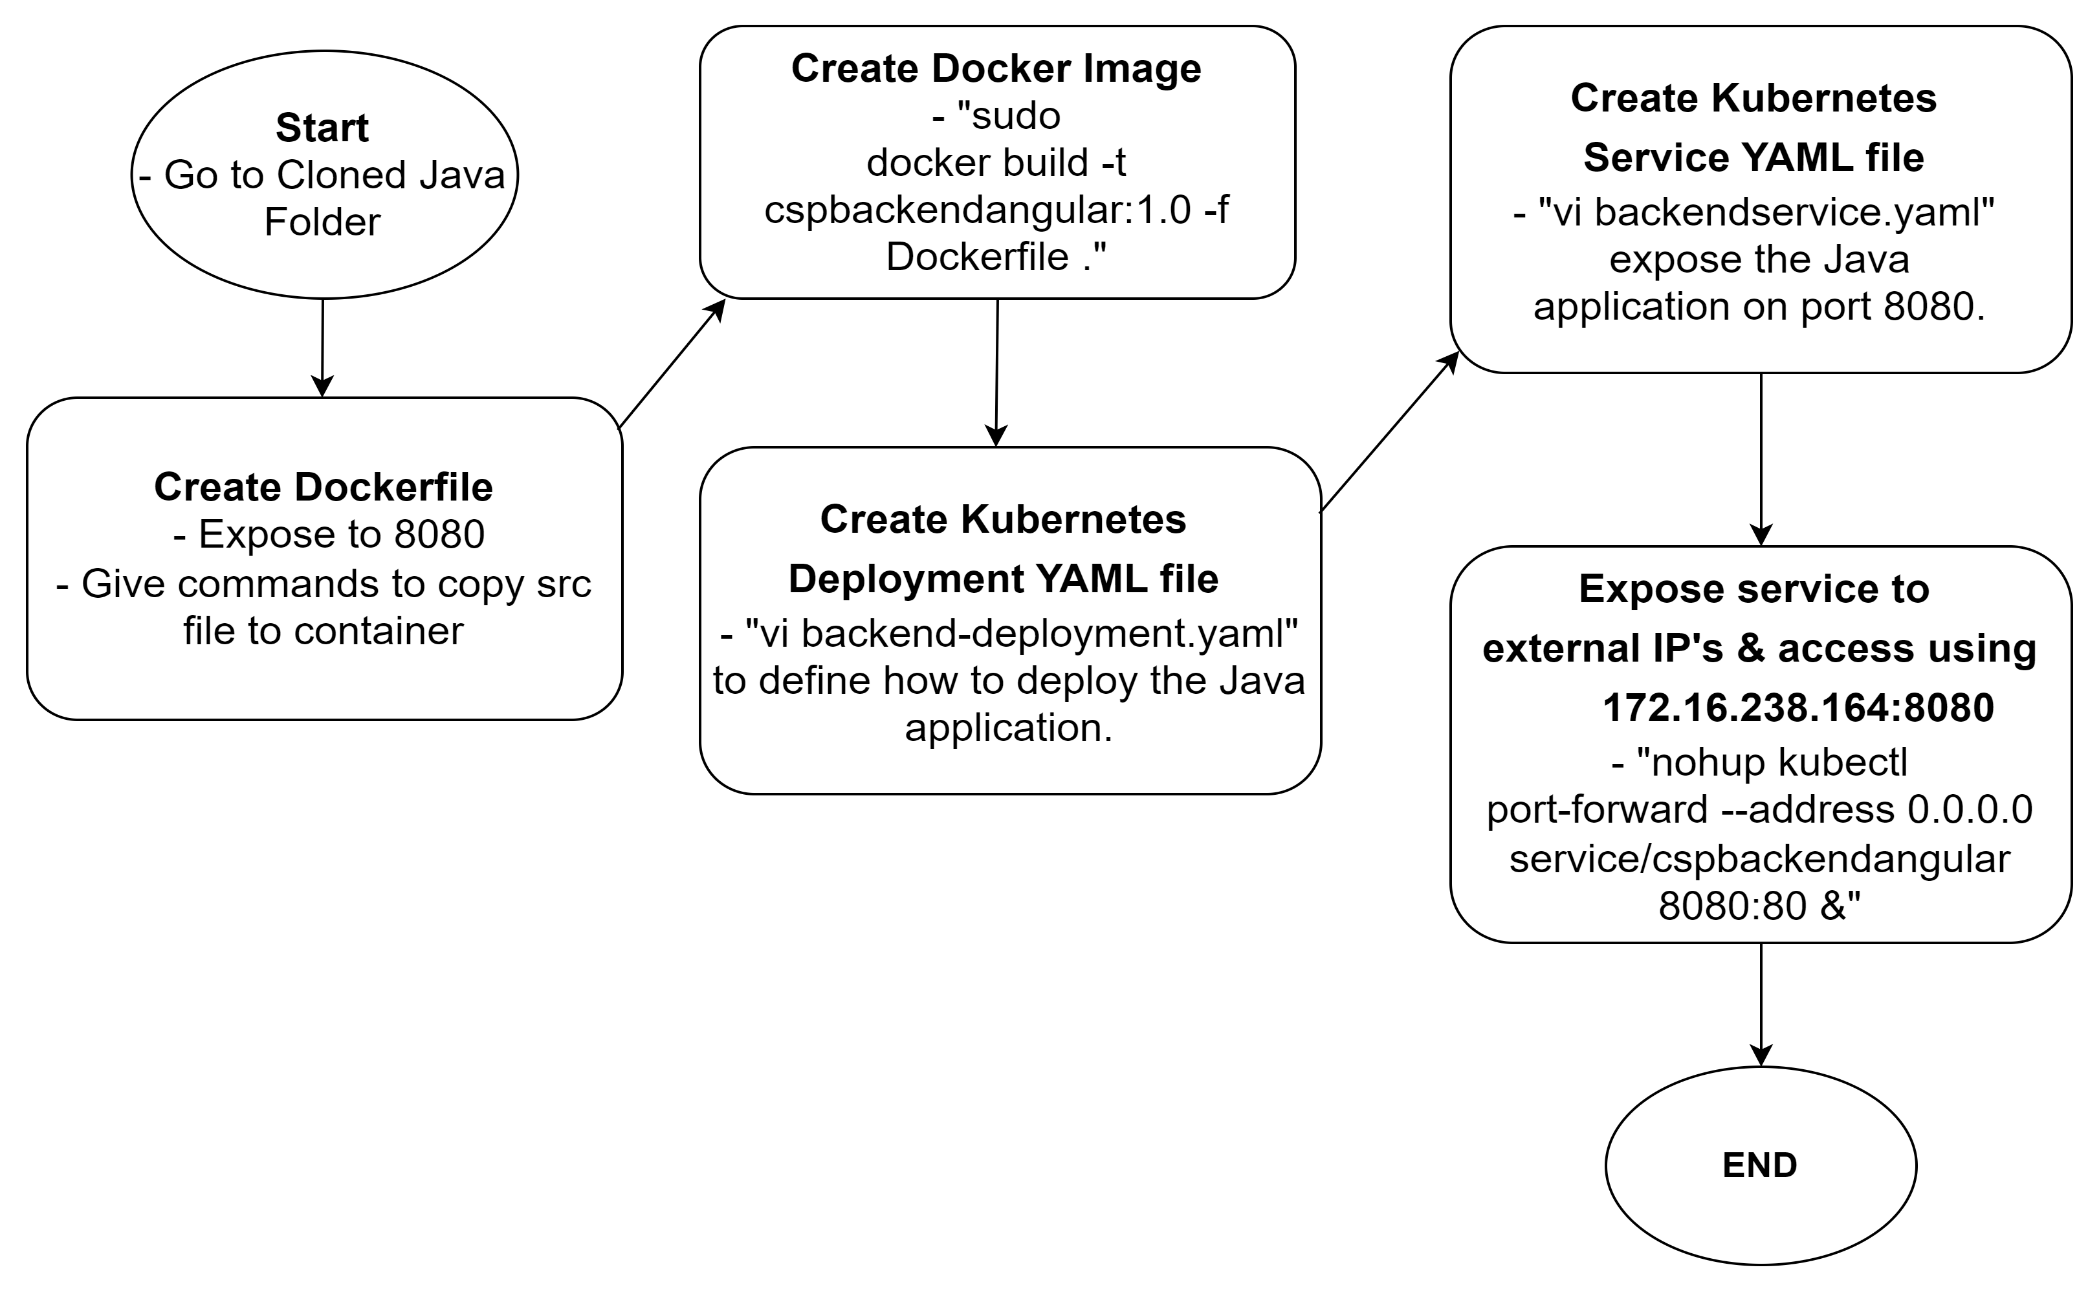 Start
- Go to Cloned Java
Folder
Create Dockerfile
- Expose to 8080
- Give commands to copy src
file to container
Create Docker Image
- "sudo
docker build -t
cspbackendangular:1.0 -f
Dockerfile ."
Create Kubernetes
Deployment YAML file
- "vi backend-deployment.yaml"
to define how to deploy the Java
application.
Create Kubernetes
Service YAML file
- "vi backendservice.yaml"
expose the Java
application on port 8080.
Expose service to
external IP's & access using
172.16.238.164:8080
- "nohup kubectl
port-forward --address 0.0.0.0
service/cspbackendangular
8080:80 &"
END